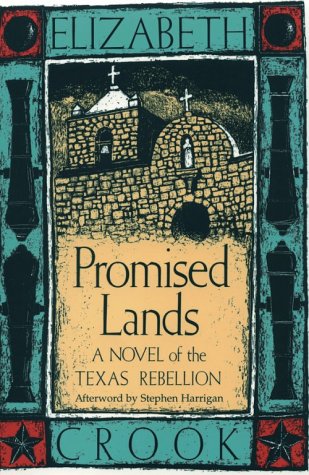 ELIZABETH
Promised
Lands
A NOVEL of the
TEXAS REBELLION
Afterword by Stephen Harrigan
CROOK